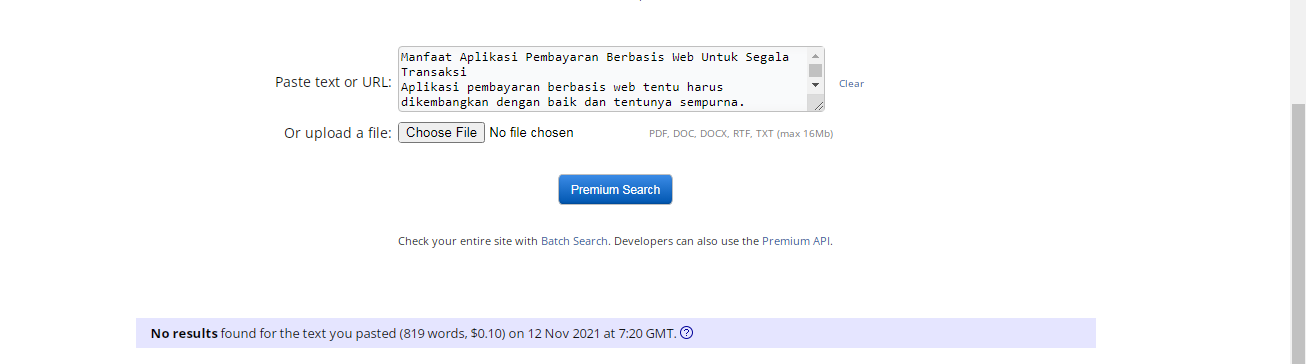 Paste text or URL:
Manfaat Aplikasi Pembayaran Berbasis Web Untuk Segala
Transaksi
Aplikasi pembayaran berbasis web tentu harus
dikembangkan dengan baik dan tentunya sempurna.
Clear
Or upload a file: Choose File No file chosen PDF, DOC, DOCX, RTF, TXT (max 16Mb)
Premium Search
Check your entire site with Batch Search. Developers can also use the Premium API.
No results found for the text you pasted (819 words, $0.10) on 12 Nov 2021 at 7:20 GMT. ?